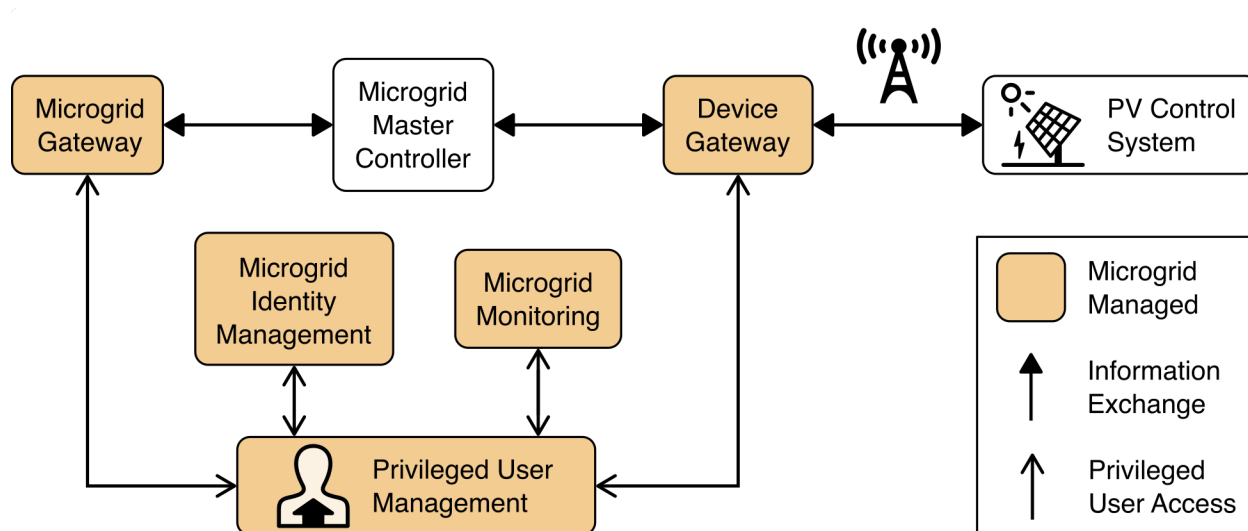 Microgrid
Gateway
Microgrid
Master
Controller
Device
Gateway
PV Control
System
Microgrid
Identity
Management
Microgrid
Monitoring
Privileged User
Management
Microgrid
Managed
Information
Exchange
Privileged
User Access